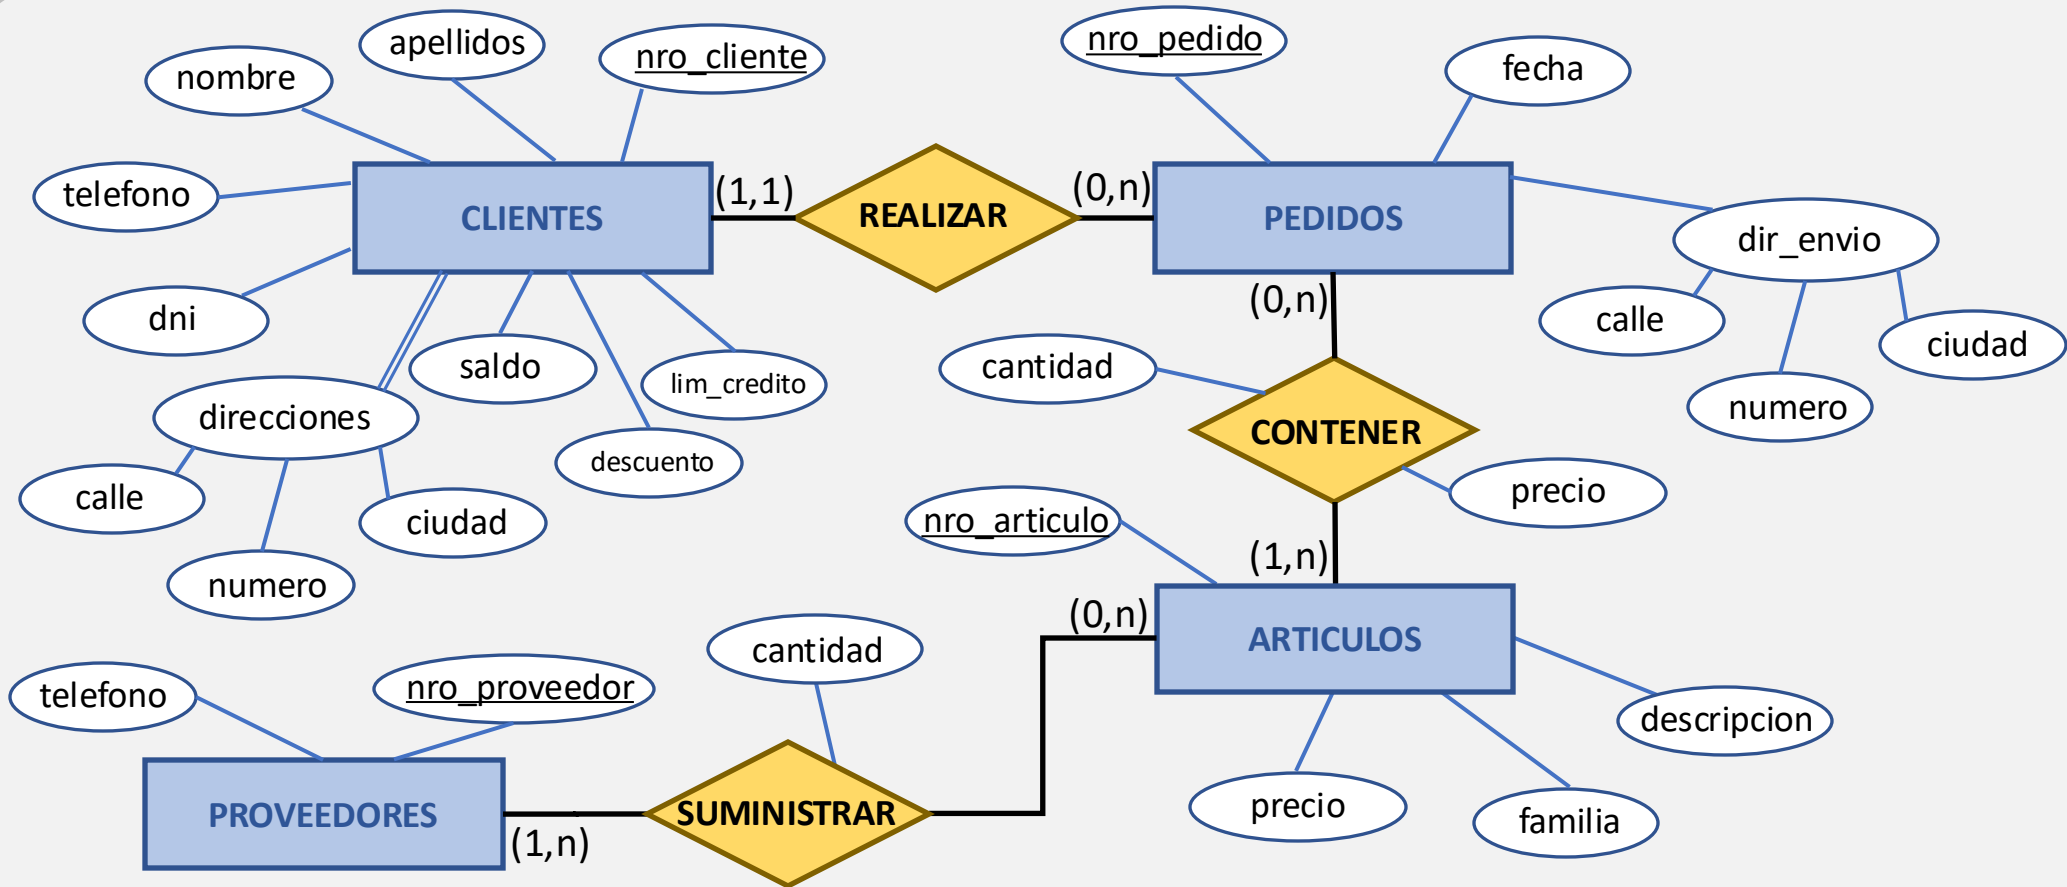 apellidos
nro_cliente
nombre
telefono
CLIENTES
dni
direcciones
calle
numero
ciudad
saldo
descuento
lim_credito
(1,1)
REALIZAR
(0,n)
nro_pedido
fecha
PEDIDOS
dir_envio
calle
numero
ciudad
(0,n)
cantidad
CONTENER
precio
(1,n)
nro_articulo
(0,n)
ARTICULOS
descripcion
precio
familia
cantidad
SUMINISTRAR
(1,n)
telefono
nro_proveedor
PROVEEDORES